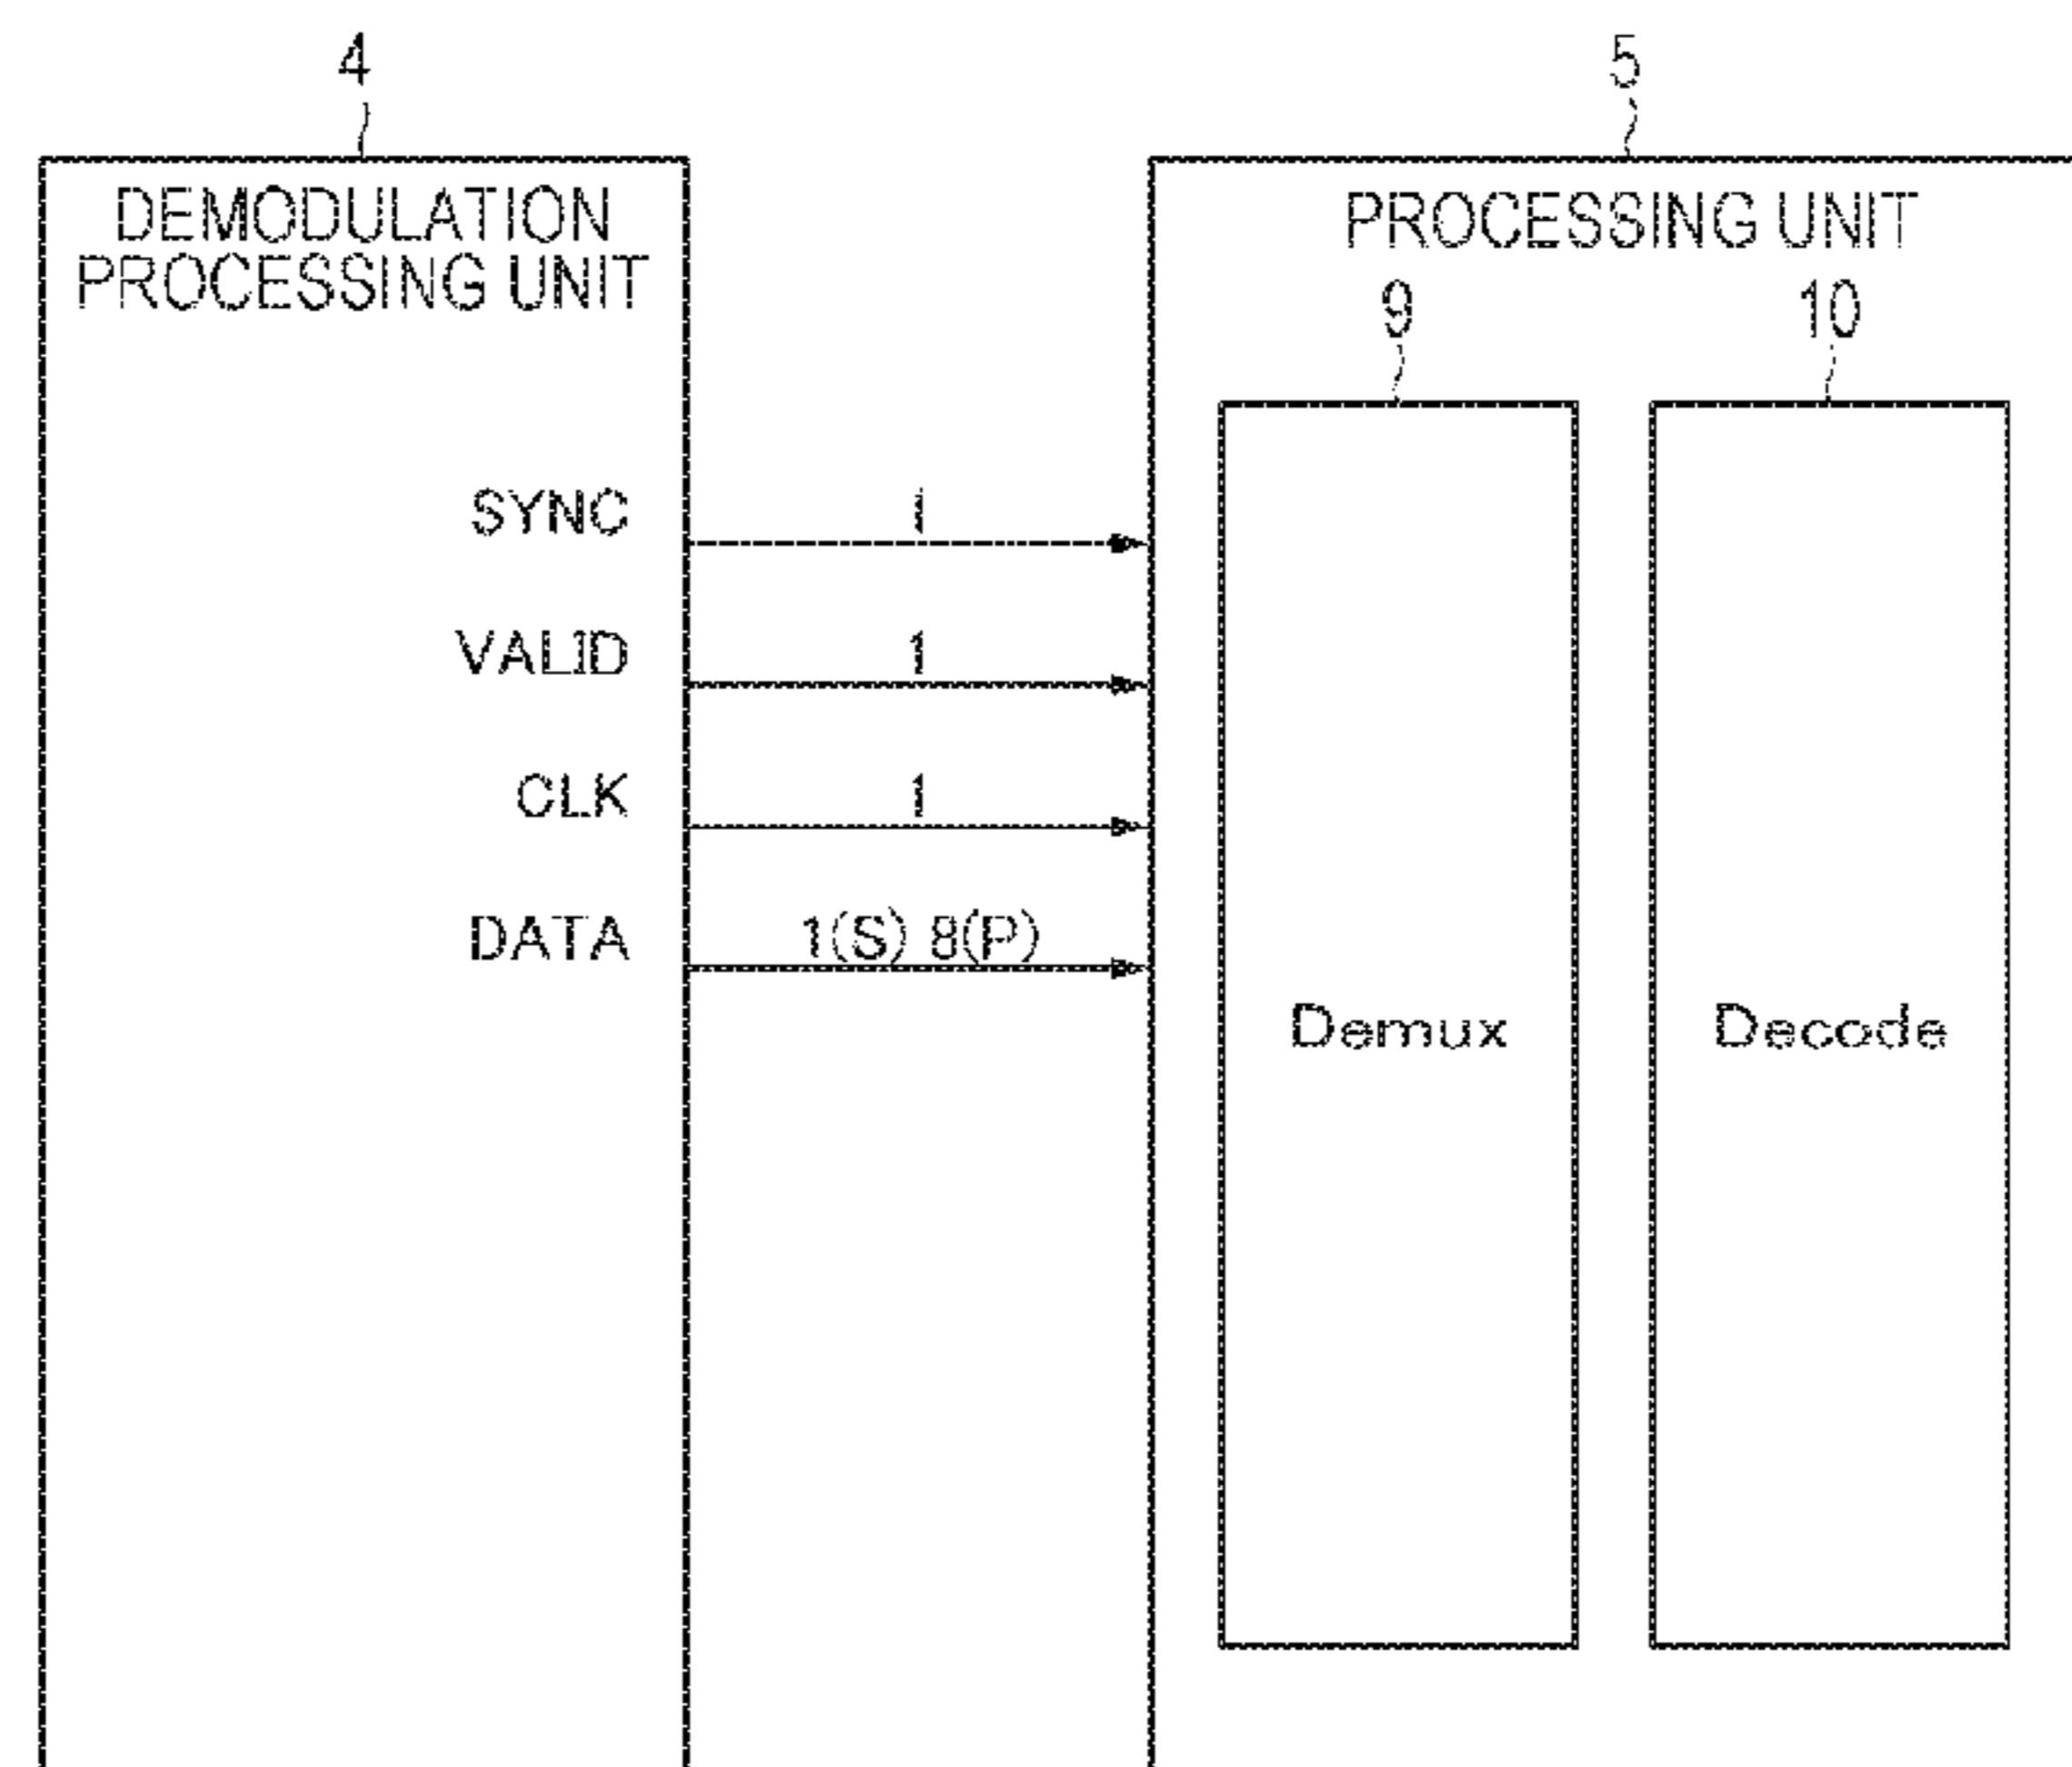 4
5
DEMODULATION
PROCESSING UNIT
PROCESSING UNIT
9
10
SYNC
1
VALID
1
CLK
1
DATA
1(S) 8(P)
Demux
Decode